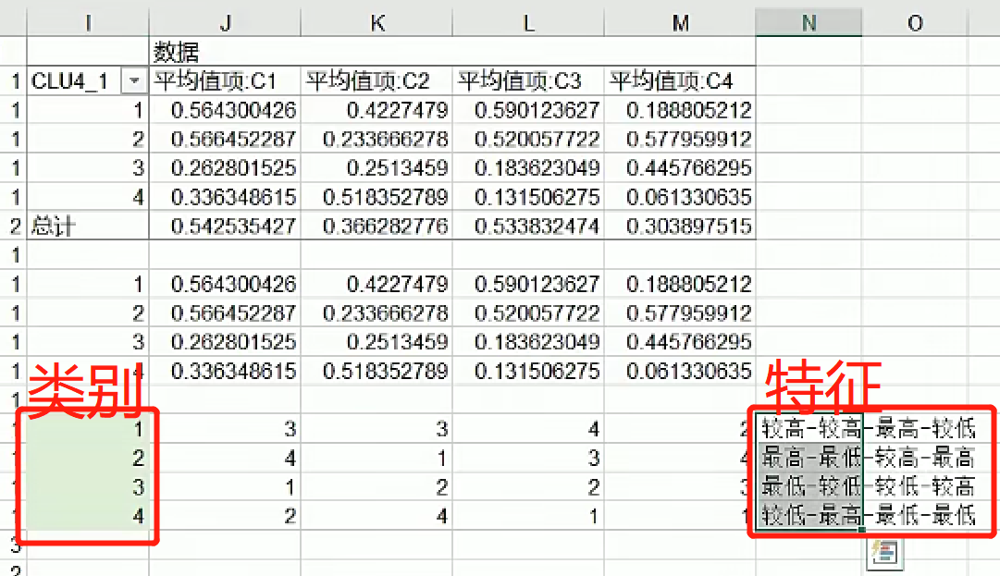 I J K L M N O
数据
1 CLU4_1 平均值项:C1 平均值项:C2 平均值项:C3 平均值项:C4
1 1 0.564300426 0.4227479 0.590123627 0.188805212
1 2 0.566452287 0.233666278 0.520057722 0.577959912
1 3 0.262801525 0.2513459 0.183623049 0.445766295
1 4 0.336348615 0.518352789 0.131506275 0.061330635
2 总计 0.542535427 0.366282776 0.533832474 0.303897515
1
1 1 0.564300426 0.4227479 0.590123627 0.188805212
1 2 0.566452287 0.233666278 0.520057722 0.577959912
1 3 0.262801525 0.2513459 0.183623049 0.445766295
1 4 0.336348615 0.518352789 0.131506275 0.061330635
类别 特征
1
1 1 3 3 4 2 较高-较高-最高-较低
1 2 4 1 3 4 最高-最低-较高-最高
1 3 1 2 2 3 最低-较低-较低-较高
1 4 2 4 1 1 较低-最高-最低-最低
3
2